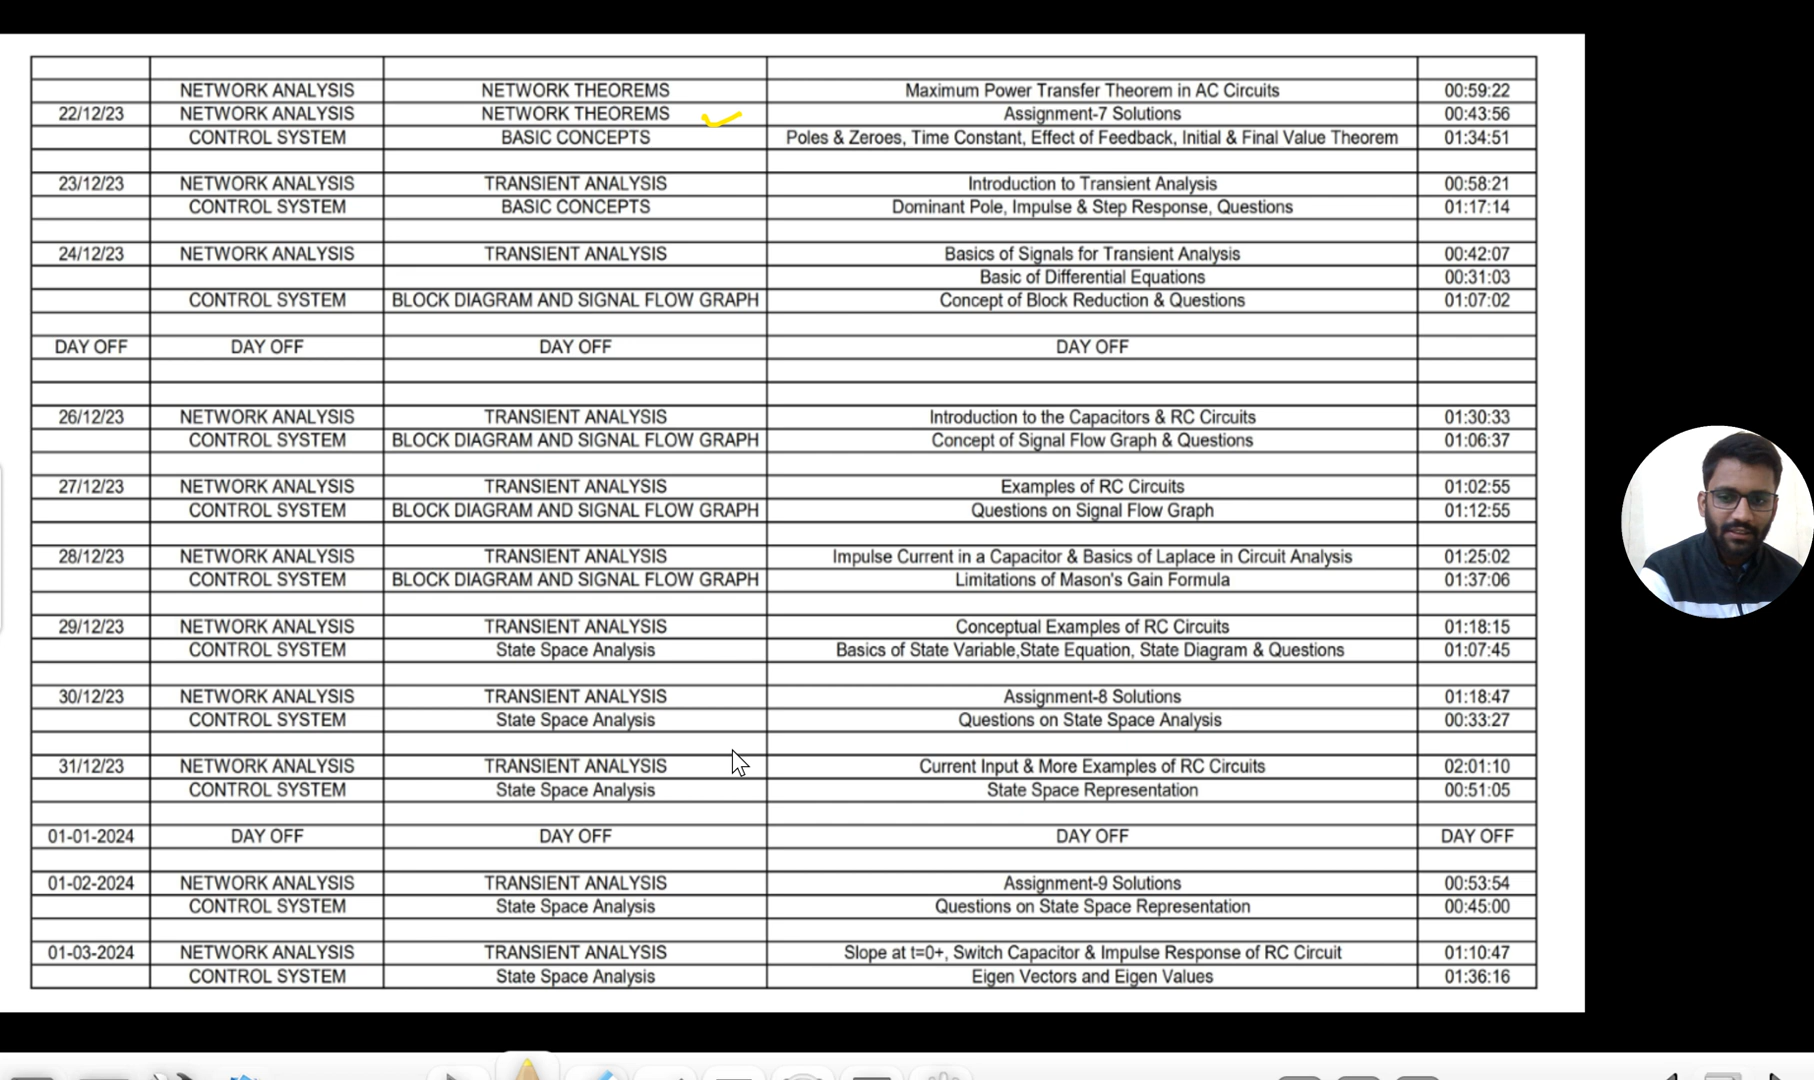 NETWORK ANALYSIS NETWORK THEOREMS Maximum Power Transfer Theorem in AC Circuits 00:59:22
22/12/23 NETWORK ANALYSIS NETWORK THEOREMS Assignment-7 Solutions 00:43:56
CONTROL SYSTEM BASIC CONCEPTS Poles & Zeroes, Time Constant, Effect of Feedback, Initial & Final Value Theorem 01:34:51
23/12/23 NETWORK ANALYSIS TRANSIENT ANALYSIS Introduction to Transient Analysis 00:58:21
CONTROL SYSTEM BASIC CONCEPTS Dominant Pole, Impulse & Step Response, Questions 01:17:14
24/12/23 NETWORK ANALYSIS TRANSIENT ANALYSIS Basics of Signals for Transient Analysis 00:42:07
Basic of Differential Equations 00:31:03
CONTROL SYSTEM BLOCK DIAGRAM AND SIGNAL FLOW GRAPH Concept of Block Reduction & Questions 01:07:02
DAY OFF DAY OFF DAY OFF DAY OFF
26/12/23 NETWORK ANALYSIS TRANSIENT ANALYSIS Introduction to the Capacitors & RC Circuits 01:30:33
CONTROL SYSTEM BLOCK DIAGRAM AND SIGNAL FLOW GRAPH Concept of Signal Flow Graph & Questions 01:06:37
27/12/23 NETWORK ANALYSIS TRANSIENT ANALYSIS Examples of RC Circuits 01:02:55
CONTROL SYSTEM BLOCK DIAGRAM AND SIGNAL FLOW GRAPH Questions on Signal Flow Graph 01:12:55
28/12/23 NETWORK ANALYSIS TRANSIENT ANALYSIS Impulse Current in a Capacitor & Basics of Laplace in Circuit Analysis 01:25:02
CONTROL SYSTEM BLOCK DIAGRAM AND SIGNAL FLOW GRAPH Limitations of Mason's Gain Formula 01:37:06
29/12/23 NETWORK ANALYSIS TRANSIENT ANALYSIS Conceptual Examples of RC Circuits 01:18:15
CONTROL SYSTEM State Space Analysis Basics of State Variable,State Equation, State Diagram & Questions 01:07:45
30/12/23 NETWORK ANALYSIS TRANSIENT ANALYSIS Assignment-8 Solutions 01:18:47
CONTROL SYSTEM State Space Analysis Questions on State Space Analysis 00:33:27
31/12/23 NETWORK ANALYSIS TRANSIENT ANALYSIS Current Input & More Examples of RC Circuits 02:01:10
CONTROL SYSTEM State Space Analysis State Space Representation 00:51:05
01-01-2024 DAY OFF DAY OFF DAY OFF DAY OFF
01-02-2024 NETWORK ANALYSIS TRANSIENT ANALYSIS Assignment-9 Solutions 00:53:54
CONTROL SYSTEM State Space Analysis Questions on State Space Representation 00:45:00
01-03-2024 NETWORK ANALYSIS TRANSIENT ANALYSIS Slope at t=0+, Switch Capacitor & Impulse Response of RC Circuit 01:10:47
CONTROL SYSTEM State Space Analysis Eigen Vectors and Eigen Values 01:36:16